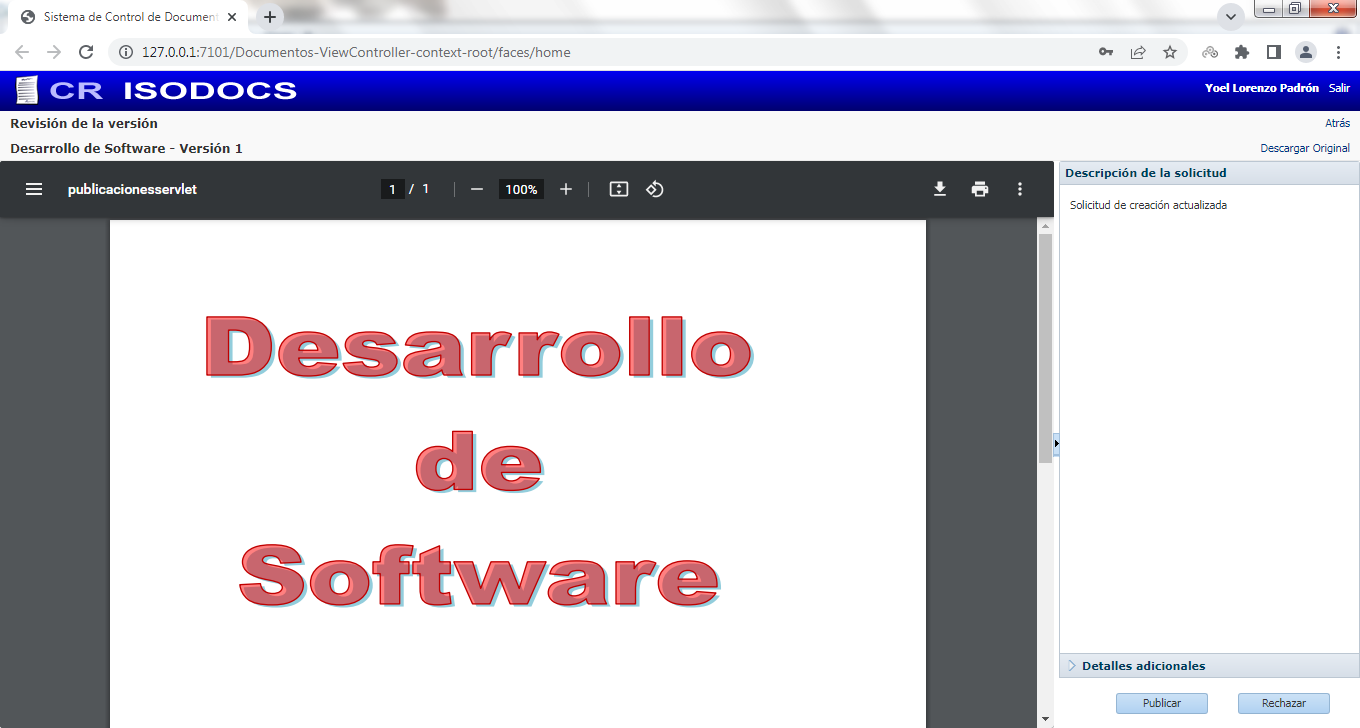 Sistema de Control de Document
127.0.0.1:7101/Documentos-ViewController-context-root/faces/home
CR ISODOCS
Yoel Lorenzo Padrón Salir
Revisión de la versión
Atrás
Desarrollo de Software - Versión 1
Descargar Original
publicacionesservlet
1 / 1
100%
Descripción de la solicitud
Solicitud de creación actualizada
Desarrollo
de
Software
Detalles adicionales
Publicar
Rechazar